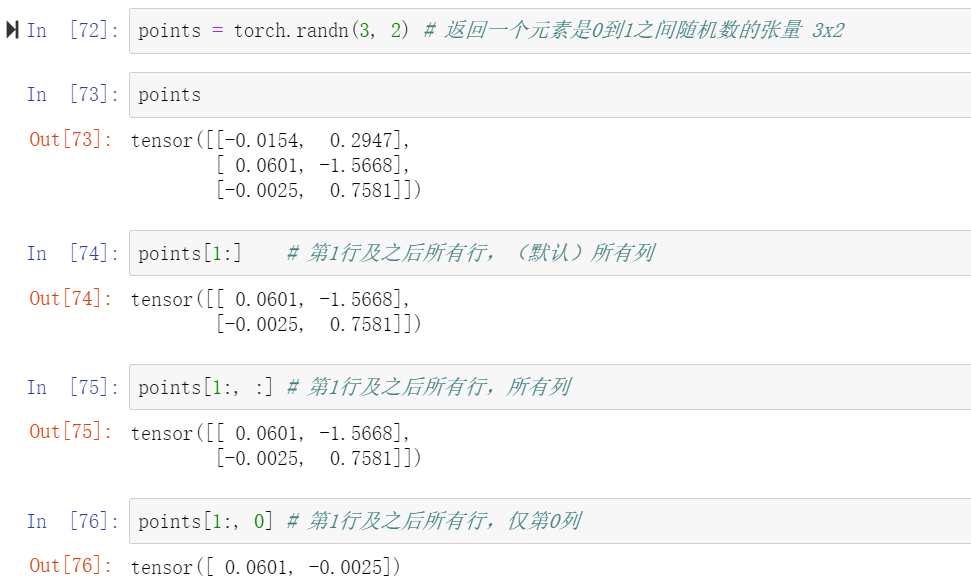 In [72]: points = torch.randn(3, 2) # 返回一个元素是0到1之间随机数的张量 3x2
In [73]: points
Out[73]: tensor([[-0.0154, 0.2947],
[ 0.0601, -1.5668],
[-0.0025, 0.7581]])
In [74]: points[1:] # 第1行及之后所有行，（默认）所有列
Out[74]: tensor([[ 0.0601, -1.5668],
[-0.0025, 0.7581]])
In [75]: points[1:, :] # 第1行及之后所有行，所有列
Out[75]: tensor([[ 0.0601, -1.5668],
[-0.0025, 0.7581]])
In [76]: points[1:, 0] # 第1行及之后所有行，仅第0列
Out[76]: tensor([ 0.0601, -0.0025])